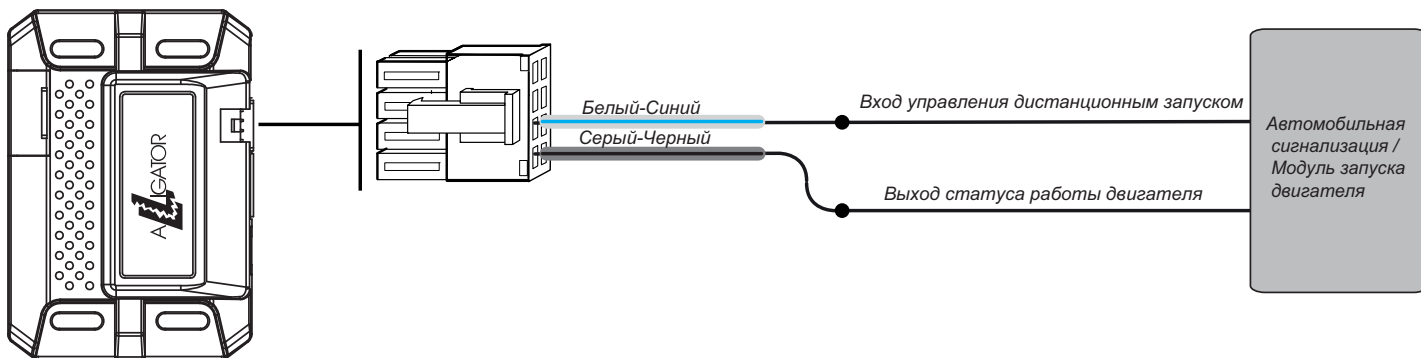 ALLIGATOR
Белый-Синий
Серый-Черный
Вход управления дистанционным запуском
Выход статуса работы двигателя
Автомобильная
сигнализация /
Модуль запуска
двигателя